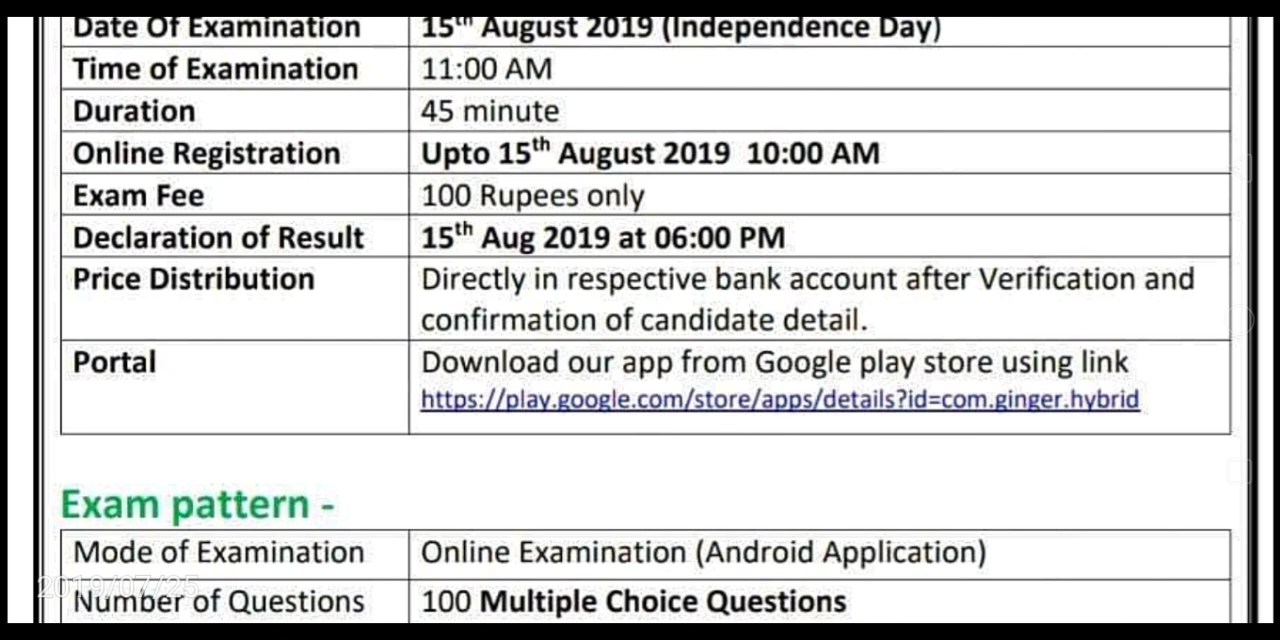 Date Of Examination 15th August 2019 (Independence Day)
Time of Examination 11:00 AM
Duration 45 minute
Online Registration Upto 15th August 2019 10:00 AM
Exam Fee 100 Rupees only
Declaration of Result 15th Aug 2019 at 06:00 PM
Price Distribution Directly in respective bank account after Verification and
confirmation of candidate detail.
Portal Download our app from Google play store using link
https://play.google.com/store/apps/details?id=com.ginger.hybrid
Exam pattern -
Mode of Examination Online Examination (Android Application)
2019/07/25
Number of Questions 100 Multiple Choice Questions